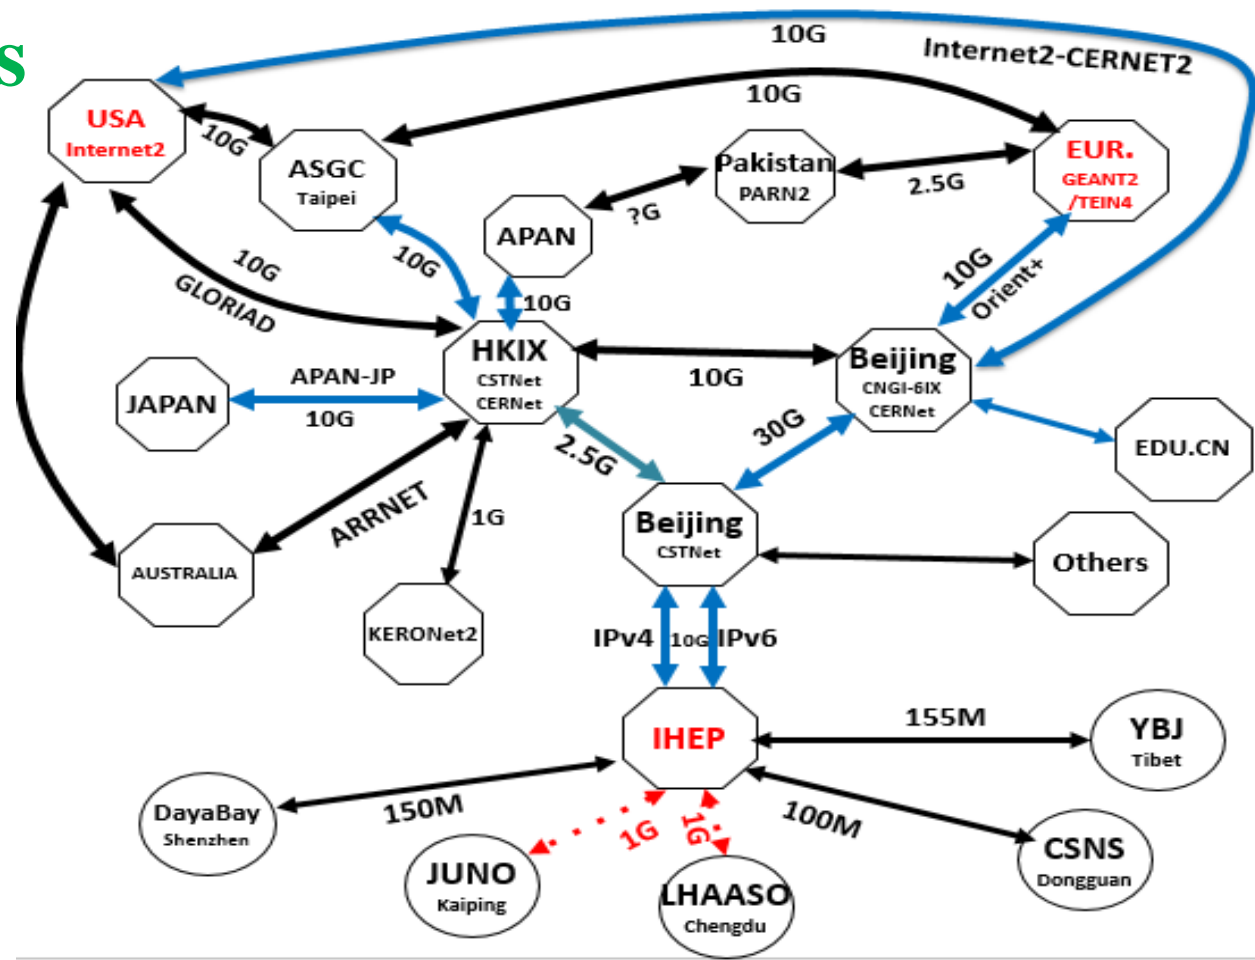 s
10G
Internet2-CERNET2
USA
Internet2
10G
10G
ASGC
Taipei
Pakistan
PARN2
2.5G
EUR.
GEANT2
/TEIN4
?G
APAN
10G
10G
GLORIAD
10G
10G
Orient+
HKIX
CSTNet
CERNet
10G
Beijing
CNGI-6IX
CERNet
JAPAN
APAN-JP
10G
2.5G
30G
EDU.CN
ARRNET
1G
Beijing
CSTNet
Others
AUSTRALIA
KERONet2
IPv4
10G
IPv6
IHEP
155M
YBJ
Tibet
DayaBay
Shenzhen
150M
1G
1G
100M
JUNO
Kaiping
LHAASO
Chengdu
CSNS
Dongguan